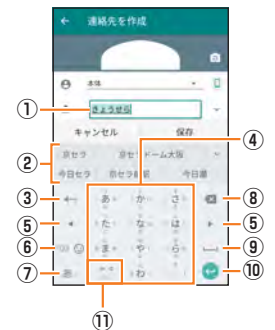 ← 連絡先を作成
本体
① きょうせら
キャンセル 保存 ④
② 京セラ 京セラドーム大阪
今日セラ 京セラ 今日瀬
③ あ か さ ⑧
⑤ た な は ⑤
⑥ ま や ら ⑨
⑦ あ わ ⑩
⑪